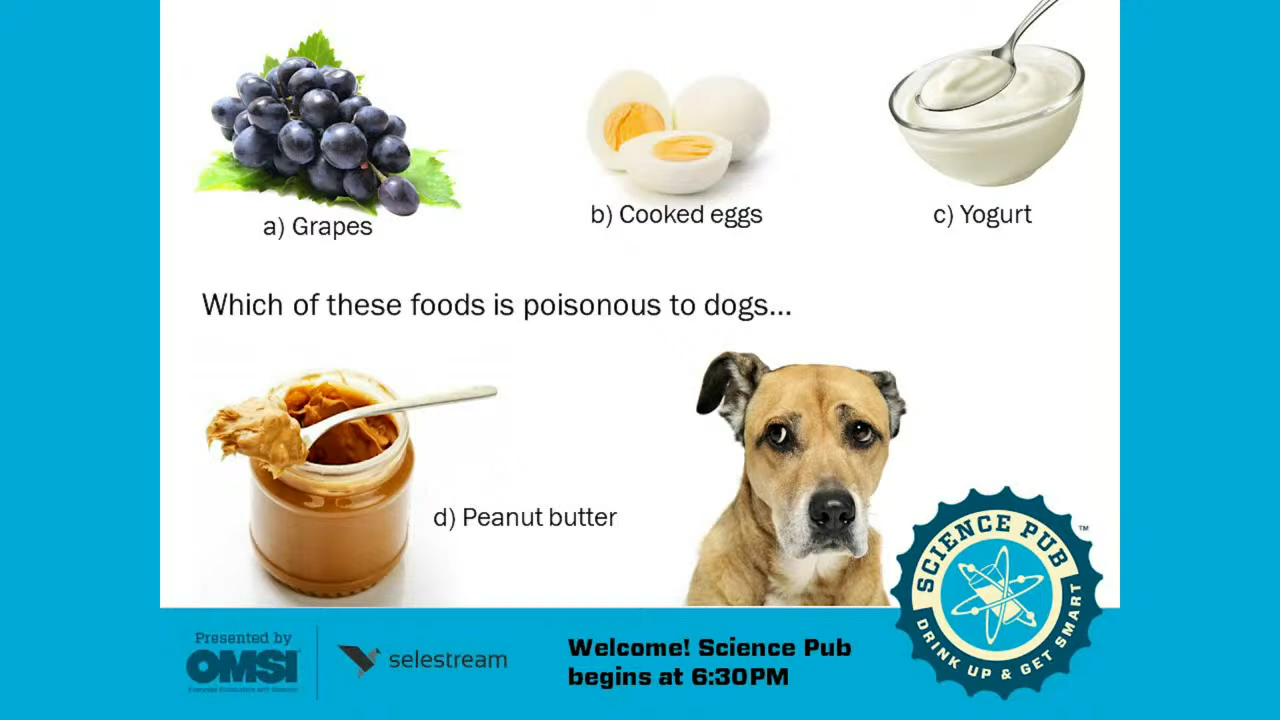 a) Grapes
b) Cooked eggs
c) Yogurt
Which of these foods is poisonous to dogs...
d) Peanut butter
SCIENCE PUB
™
DRINK UP & GET SMART
Presented by
OMSI
selestream
Welcome! Science Pub
begins at 6:30PM